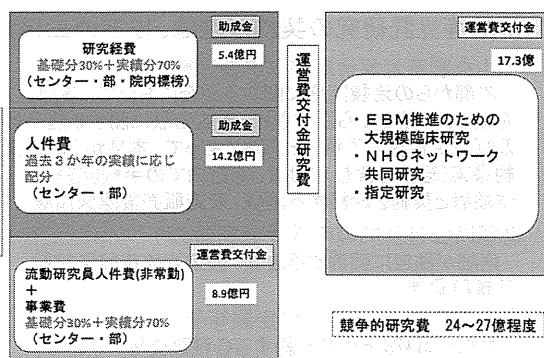 助成金
研究経費
基礎分30%＋実績分70%
（センター・部・院内標榜）
5.4億円
助成金
人件費
過去３か年の実績に応じ
配分
（センター・部）
14.2億円
運営費交付金
流動研究員人件費(非常勤)
＋
事業費
基礎分30%＋実績分70%
（センター・部）
8.9億円
運営費交付金研究費
運営費交付金
17.3億
・ＥＢＭ推進のための
大規模臨床研究
・ＮＨＯネットワーク
共同研究
・指定研究
競争的研究費　24～27億程度